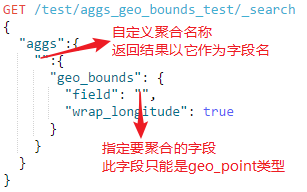 GET /test/aggs_geo_bounds_test/_search
{
"aggs":{
自定义聚合名称
返回结果以它作为字段名
"":{
"geo_bounds": {
"field": "",
"wrap_longitude": true
}
指定要聚合的字段
}
此字段只能是geo_point类型
}
}